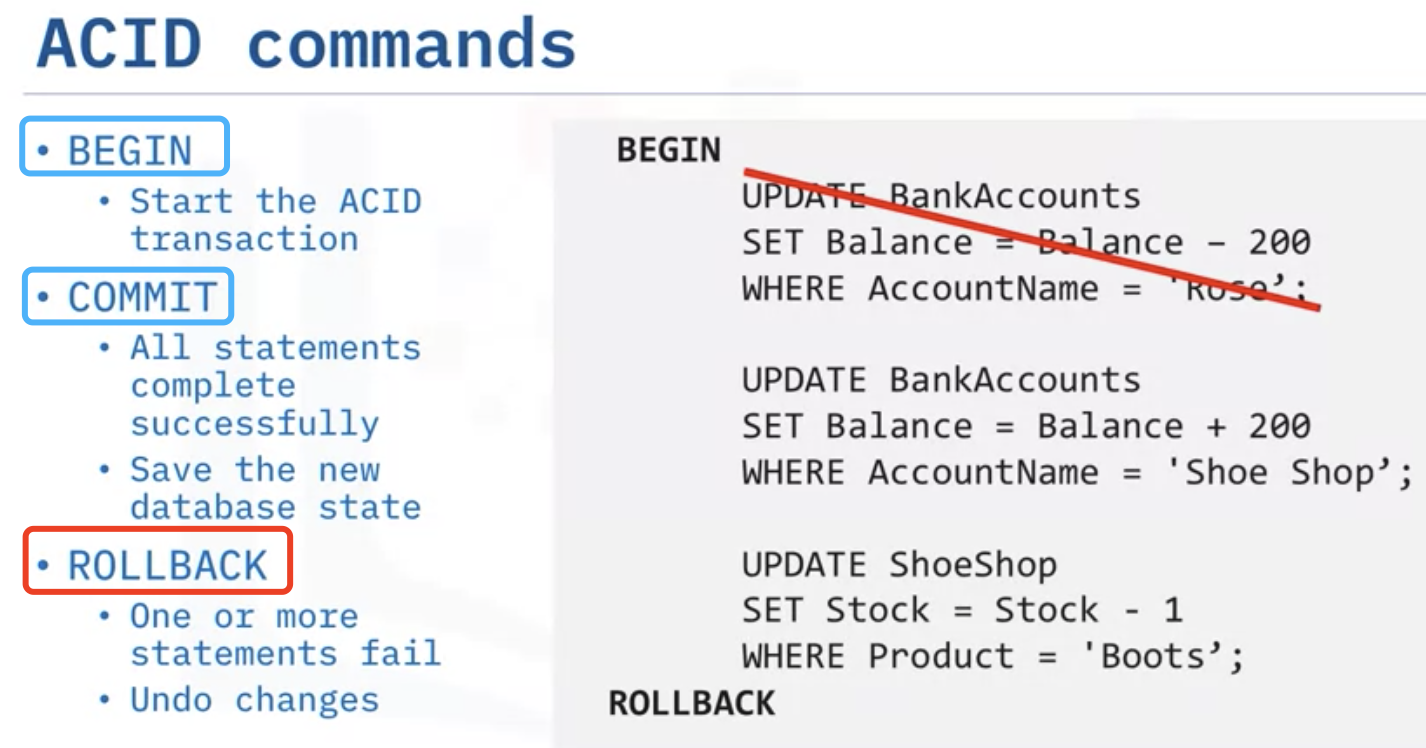 ACID commands
• BEGIN
• Start the ACID
transaction
• COMMIT
• All statements
complete
successfully
• Save the new
database state
• ROLLBACK
• One or more
statements fail
• Undo changes
BEGIN
UPDATE BankAccounts
SET Balance = Balance – 200
WHERE AccountName = 'Rose’;
UPDATE BankAccounts
SET Balance = Balance + 200
WHERE AccountName = 'Shoe Shop’;
UPDATE ShoeShop
SET Stock = Stock - 1
WHERE Product = 'Boots’;
ROLLBACK